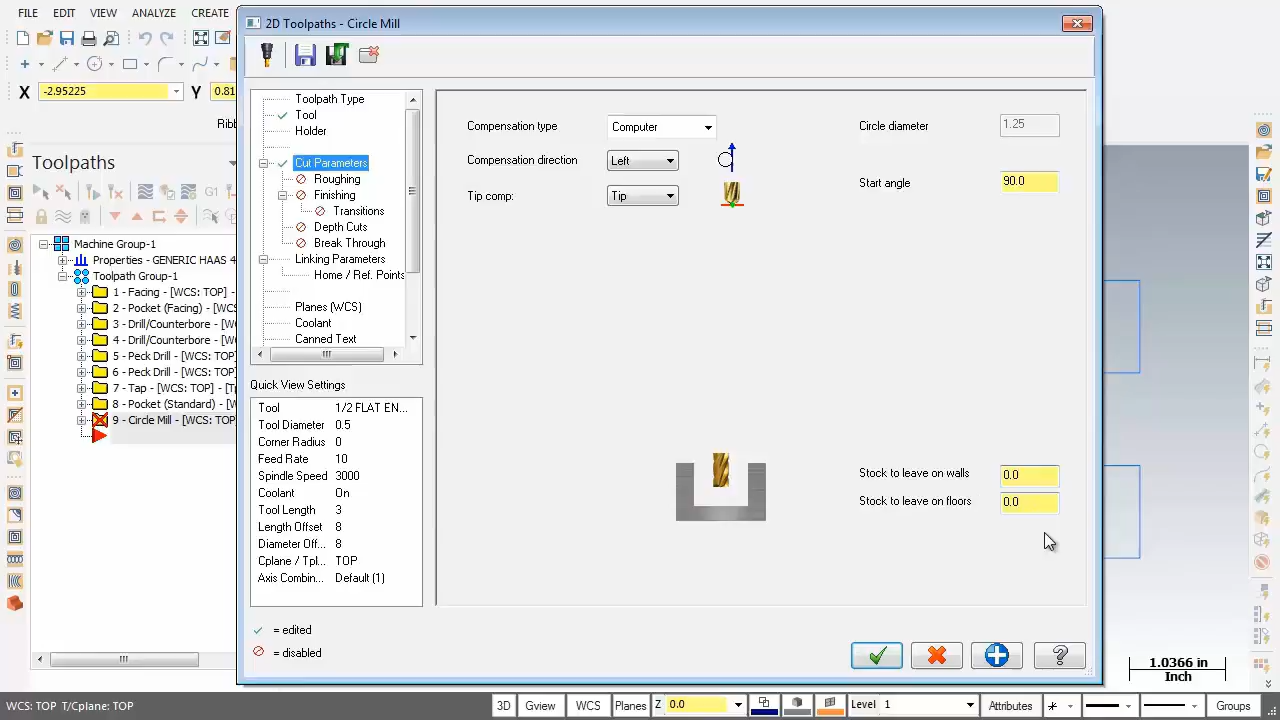 FILE EDIT VIEW ANALYZE CREATE
2D Toolpaths - Circle Mill
X -2.95225 Y 0.81
Ribb
Toolpaths
G1
Machine Group-1
Properties - GENERIC HAAS 4
Toolpath Group-1
1 - Facing - [WCS: TOP] -
2 - Pocket (Facing) - [W
3 - Drill/Counterbore - [W
4 - Drill/Counterbore - [W
5 - Peck Drill - [WCS: TOP]
6 - Peck Drill - [WCS: TOP]
7 - Tap - [WCS: TOP] - [T
8 - Pocket (Standard) - [W
9 - Circle Mill - [WCS: TOP
Toolpath Type
Tool
Holder
Cut Parameters
Roughing
Finishing
Transitions
Depth Cuts
Break Through
Linking Parameters
Home / Ref. Points
Planes (WCS)
Coolant
Canned Text
Quick View Settings
Tool 1/2 FLAT EN...
Tool Diameter 0.5
Corner Radius 0
Feed Rate 10
Spindle Speed 3000
Coolant On
Tool Length 3
Length Offset 8
Diameter Off... 8
Cplane / Tpl... TOP
Axis Combin... Default (1)
= edited
= disabled
Compensation type Computer
Compensation direction Left
Tip comp: Tip
Circle diameter 1.25
Start angle 90.0
Stock to leave on walls 0.0
Stock to leave on floors 0.0
1.0366 in
Inch
WCS: TOP T/Cplane: TOP
3D Gview WCS Planes Z 0.0 Level 1 Attributes Groups